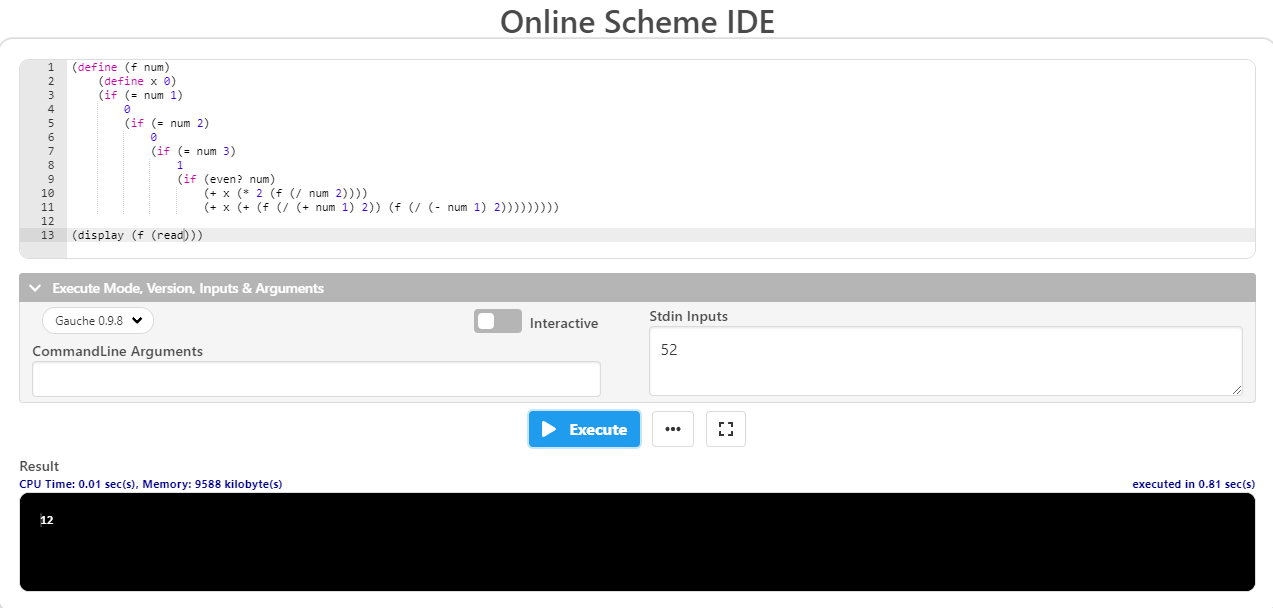 Online Scheme IDE
1 (define (f num)
2     (define x 0)
3     (if (= num 1)
4         0
5         (if (= num 2)
6             0
7             (if (= num 3)
8                 1
9                 (if (even? num)
10                     (+ x (* 2 (f (/ num 2))))
11                     (+ x (+ (f (/ (+ num 1) 2)) (f (/ (- num 1) 2)))))))))
12
13 (display (f (read)))
Execute Mode, Version, Inputs & Arguments
Gauche 0.9.8
Interactive
Stdin Inputs
CommandLine Arguments
52
Execute
Result
CPU Time: 0.01 sec(s), Memory: 9588 kilobyte(s)
executed in 0.81 sec(s)
12